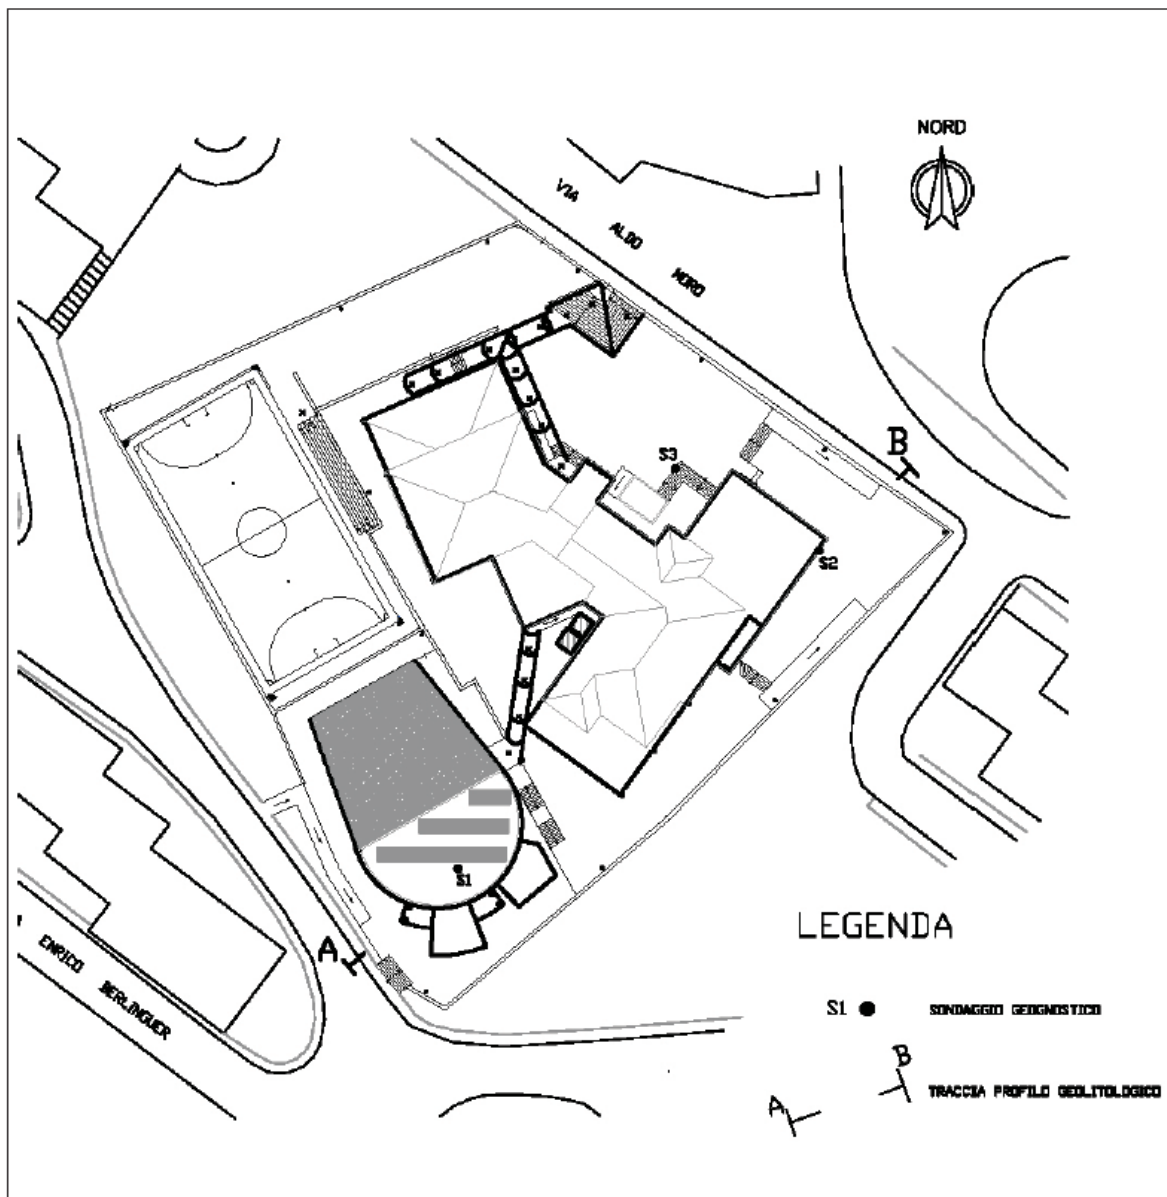 NORD
VIA ALDO MORO
B
S3
S2
S1
A
ENRICO BERLINGUER
LEGENDA
S1 SONDAGGIO GEOGNOSTICO
B
A TRACCIA PROFILO GEOLITOLOGICO